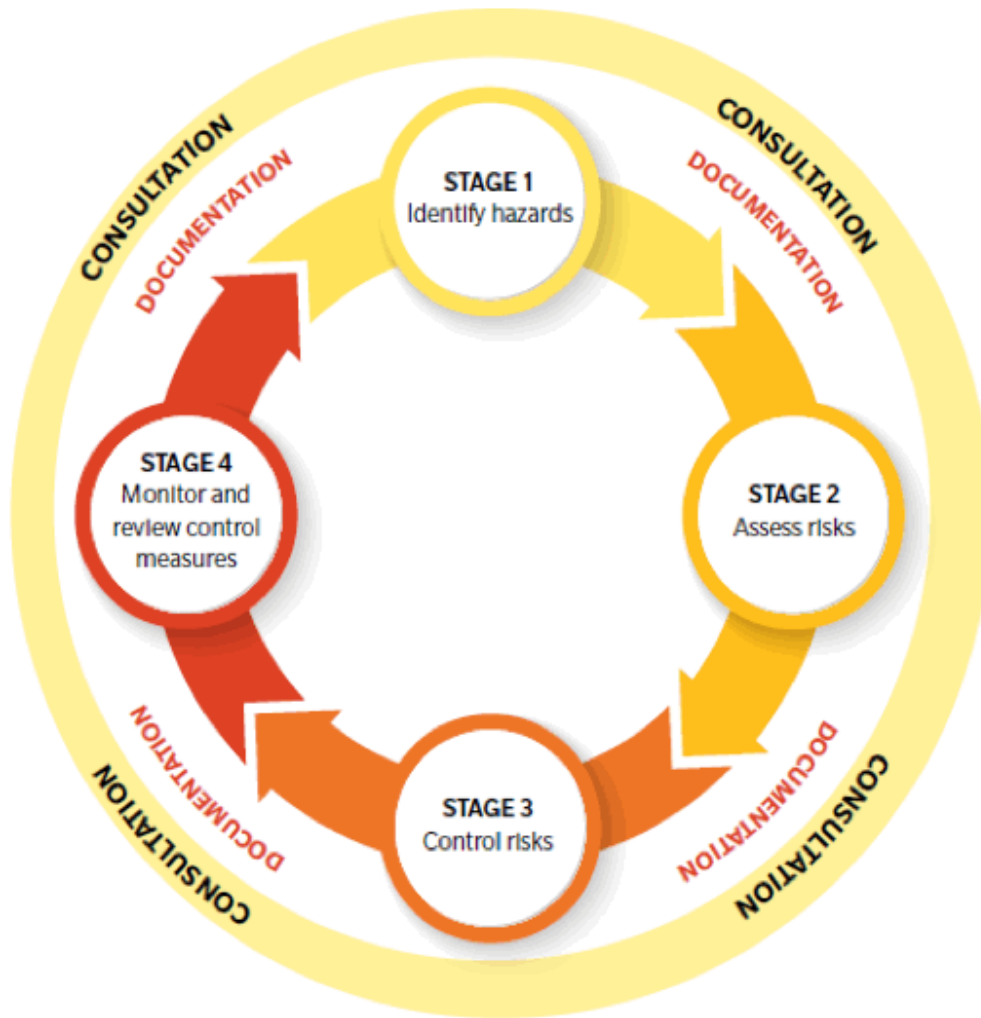 CONSULTATION
DOCUMENTATION
CONSULTATION
DOCUMENTATION
STAGE 1
Identify hazards
STAGE 4
Monitor and
review control
measures
STAGE 2
Assess risks
STAGE 3
Control risks
DOCUMENTATION
CONSULTATION
DOCUMENTATION
CONSULTATION